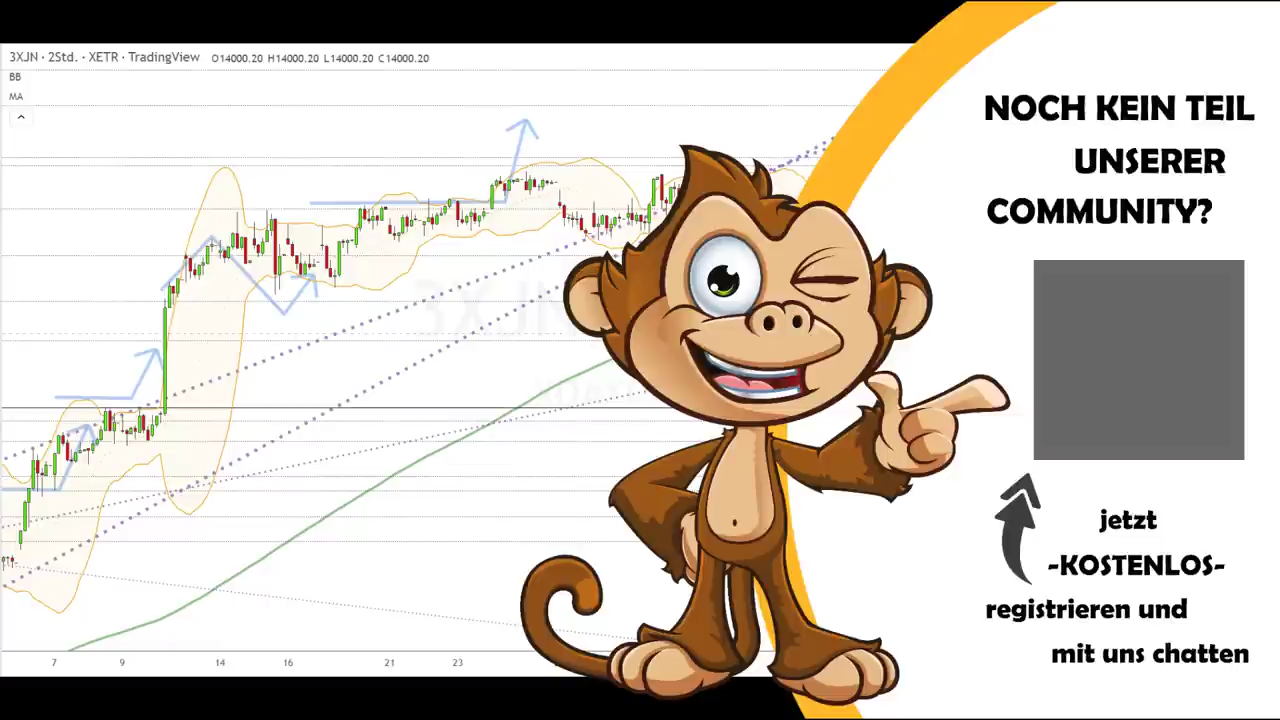 3XJN · 2Std. · XETR · TradingView O14000.20 H14000.20 L14000.20 C14000.20
BB
MA
NOCH KEIN TEIL
UNSERER
COMMUNITY?
3XJN
jetzt
-KOSTENLOS-
registrieren und
mit uns chatten
7 9 14 16 21 23